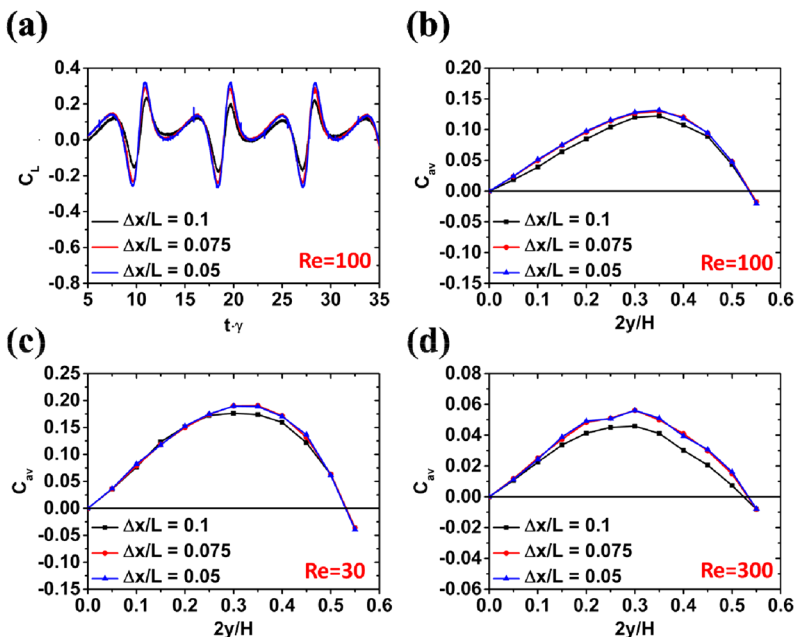 (a)
0.4
0.2
0.0
-0.2
-0.4
-0.6
-0.8
C_L
Δx/L = 0.1
Δx/L = 0.075
Δx/L = 0.05
Re=100
5 10 15 20 25 30 35
t·γ
(b)
0.20
0.15
0.10
0.05
0.00
-0.05
-0.10
-0.15
C_av
Δx/L = 0.1
Δx/L = 0.075
Δx/L = 0.05
Re=100
0.0 0.1 0.2 0.3 0.4 0.5 0.6
2y/H
(c)
0.25
0.20
0.15
0.10
0.05
0.00
-0.05
-0.10
-0.15
C_av
Δx/L = 0.1
Δx/L = 0.075
Δx/L = 0.05
Re=30
0.0 0.1 0.2 0.3 0.4 0.5 0.6
2y/H
(d)
0.08
0.06
0.04
0.02
0.00
-0.02
-0.04
-0.06
C_av
Δx/L = 0.1
Δx/L = 0.075
Δx/L = 0.05
Re=300
0.0 0.1 0.2 0.3 0.4 0.5 0.6
2y/H